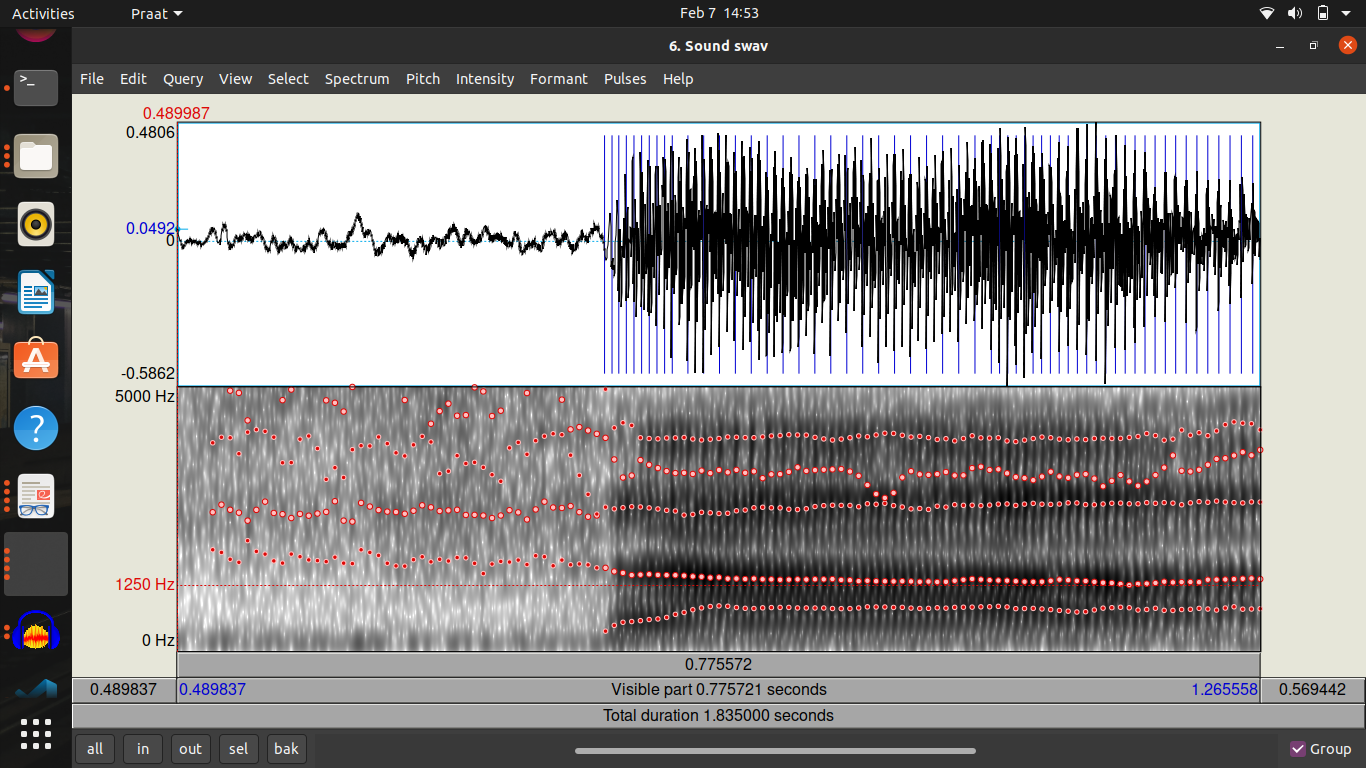 Activities Praat Feb 7 14:53
6. Sound swav
File Edit Query View Select Spectrum Pitch Intensity Formant Pulses Help
0.489987
0.4806
0.0492
0
-0.5862
5000 Hz
1250 Hz
0 Hz
0.775572
0.489837 0.489837 Visible part 0.775721 seconds 1.265558 0.569442
Total duration 1.835000 seconds
all in out sel bak Group